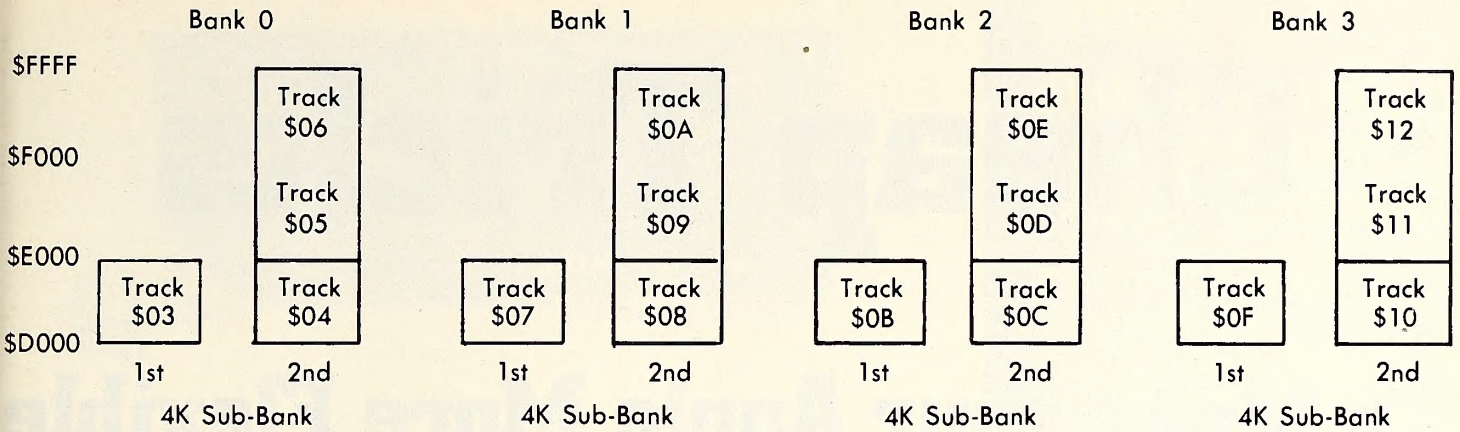 Bank 0 Bank 1 Bank 2 Bank 3
$FFFF
Track Track Track Track
$06 $0A $0E $12
$F000
Track Track Track Track
$05 $09 $0D $11
$E000
Track Track Track Track Track Track Track Track
$03 $04 $07 $08 $0B $0C $0F $10
$D000
1st 2nd 1st 2nd 1st 2nd 1st 2nd
4K Sub-Bank 4K Sub-Bank 4K Sub-Bank 4K Sub-Bank